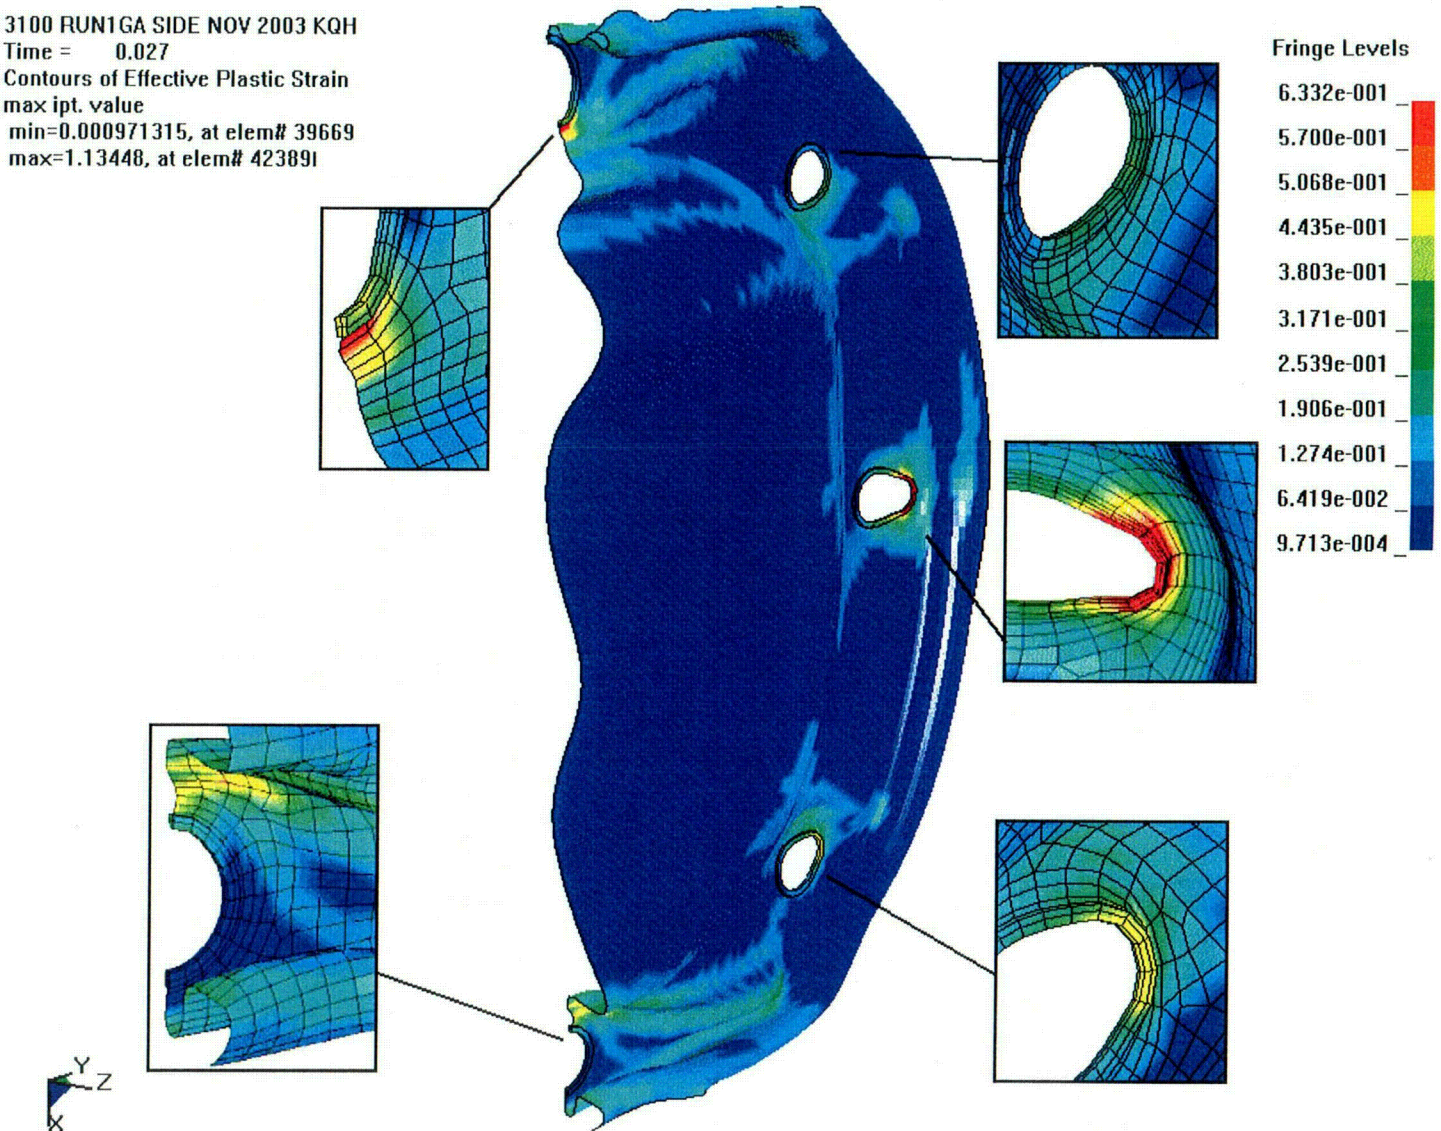 3100 RUN1GA SIDE NOV 2003 KQH
Time = 0.027
Contours of Effective Plastic Strain
max ipt. value
min=0.000971315, at elem# 39669
max=1.13448, at elem# 42389l
Fringe Levels
6.332e-001
5.700e-001
5.068e-001
4.435e-001
3.803e-001
3.171e-001
2.539e-001
1.906e-001
1.274e-001
6.419e-002
9.713e-004
Y
Z
X